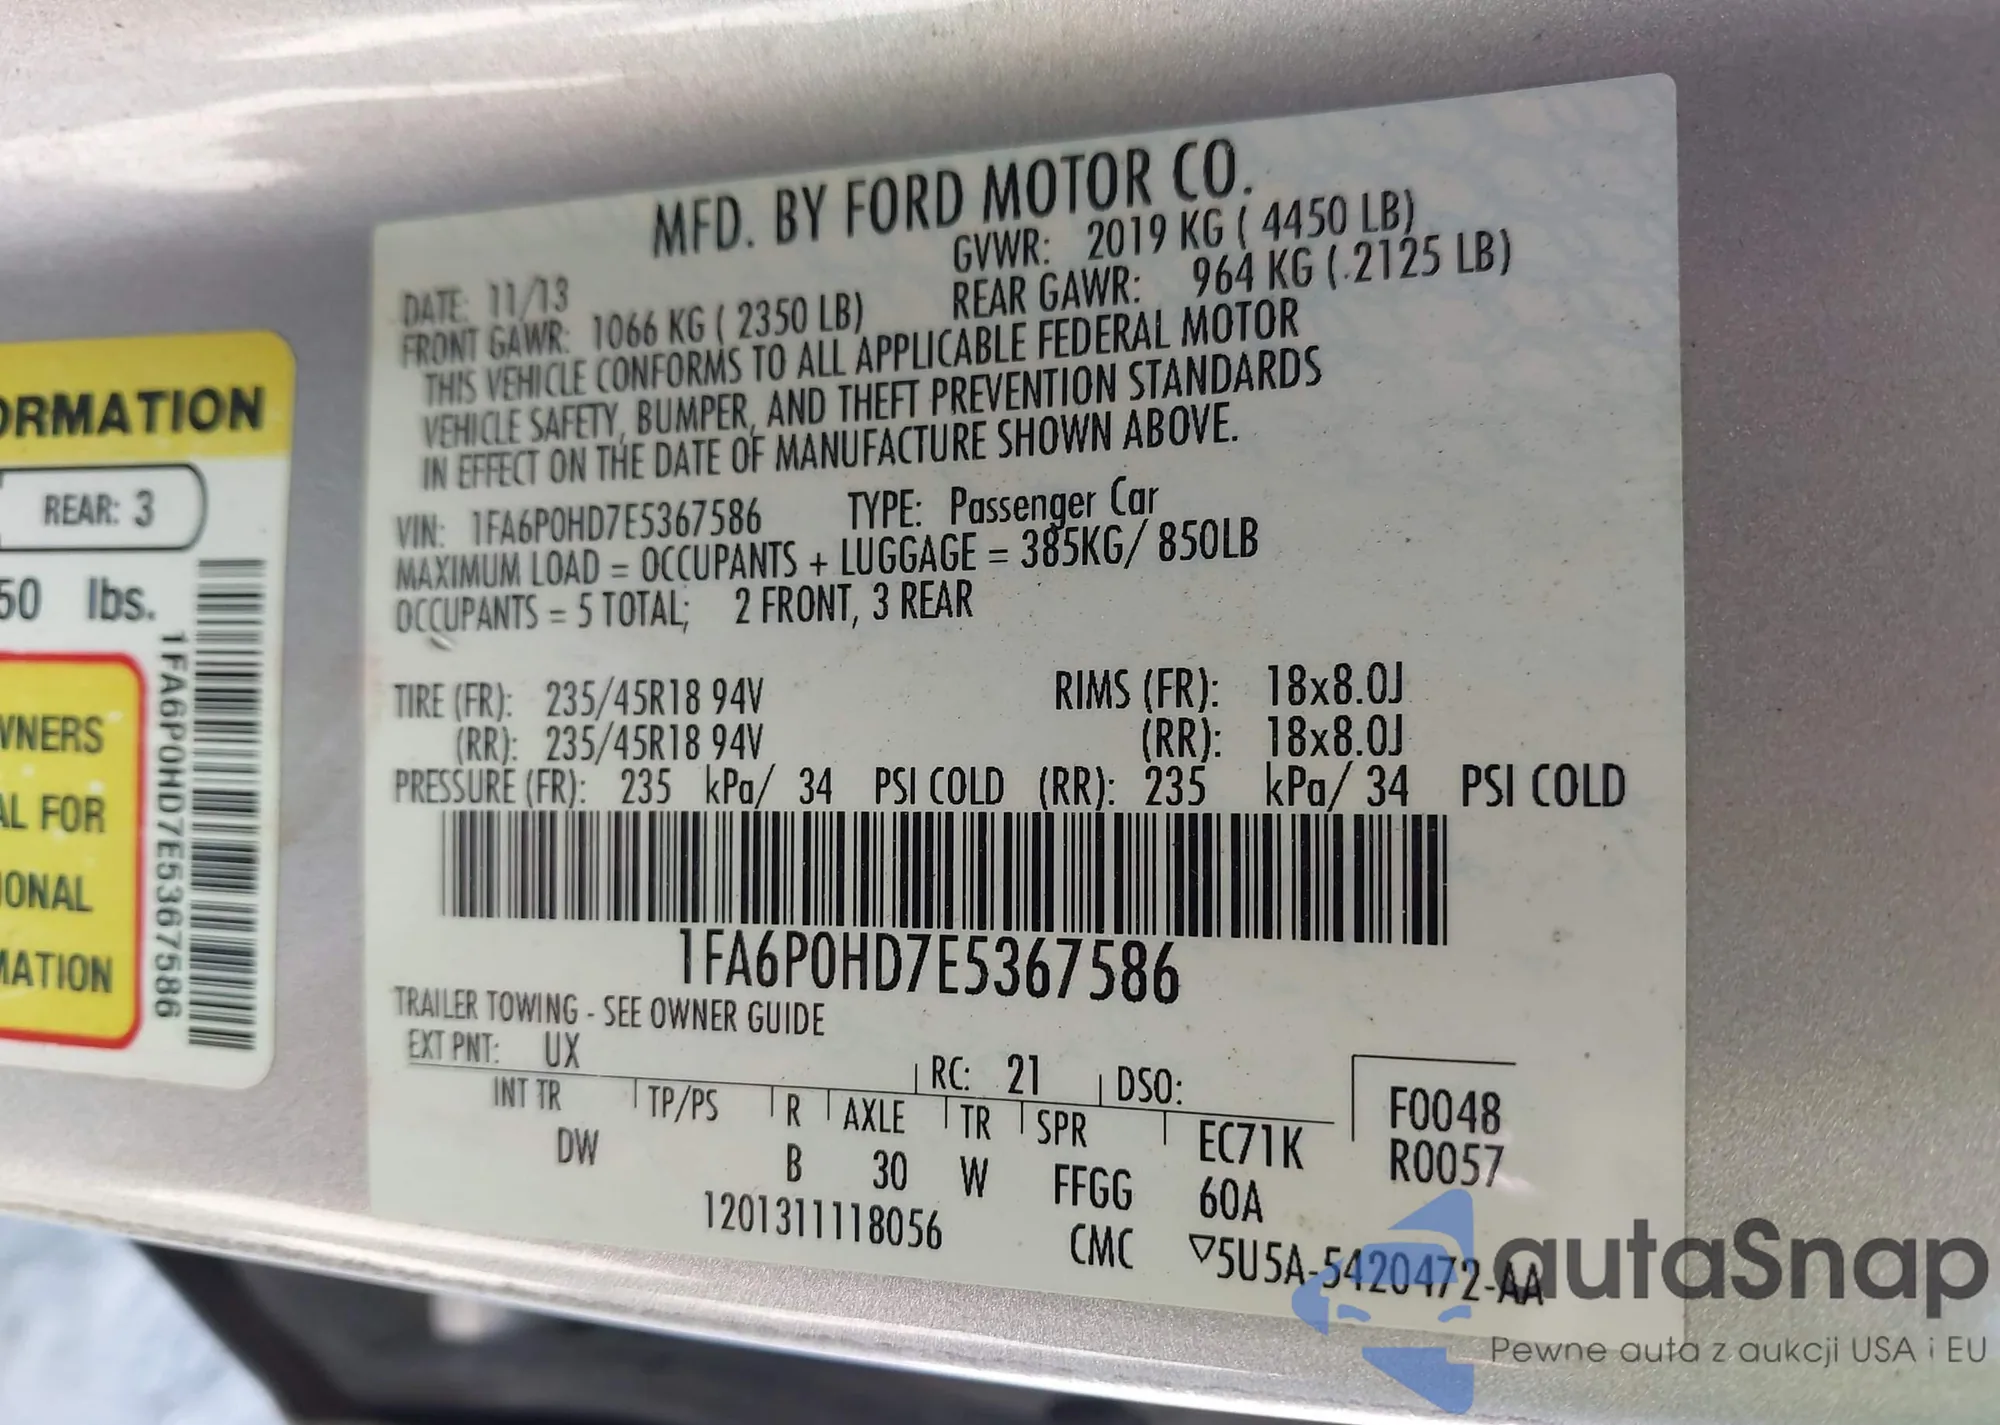 ORMATION
REAR: 3
50 lbs.
WNERS
AL FOR
IONAL
MATION
1FA6P0HD7E5367586
MFD. BY FORD MOTOR CO.
DATE: 11/13 GVWR: 2019 KG ( 4450 LB)
FRONT GAWR: 1066 KG ( 2350 LB) REAR GAWR: 964 KG ( 2125 LB)
THIS VEHICLE CONFORMS TO ALL APPLICABLE FEDERAL MOTOR
VEHICLE SAFETY, BUMPER, AND THEFT PREVENTION STANDARDS
IN EFFECT ON THE DATE OF MANUFACTURE SHOWN ABOVE.
VIN: 1FA6P0HD7E5367586 TYPE: Passenger Car
MAXIMUM LOAD = OCCUPANTS + LUGGAGE = 385KG/ 850LB
OCCUPANTS = 5 TOTAL; 2 FRONT, 3 REAR
TIRE (FR): 235/45R18 94V RIMS (FR): 18x8.0J
(RR): 235/45R18 94V (RR): 18x8.0J
PRESSURE (FR): 235 kPa/ 34 PSI COLD (RR): 235 kPa/ 34 PSI COLD
1FA6P0HD7E5367586
TRAILER TOWING - SEE OWNER GUIDE
EXT PNT: UX RC: 21 DSO: F0048
INT TR TP/PS R AXLE TR SPR EC71K R0057
DW B 30 W FFGG 60A
1201311118056 CMC ▽5U5A-5420472-AA
autaSnap
Pewne auta z aukcji USA i EU